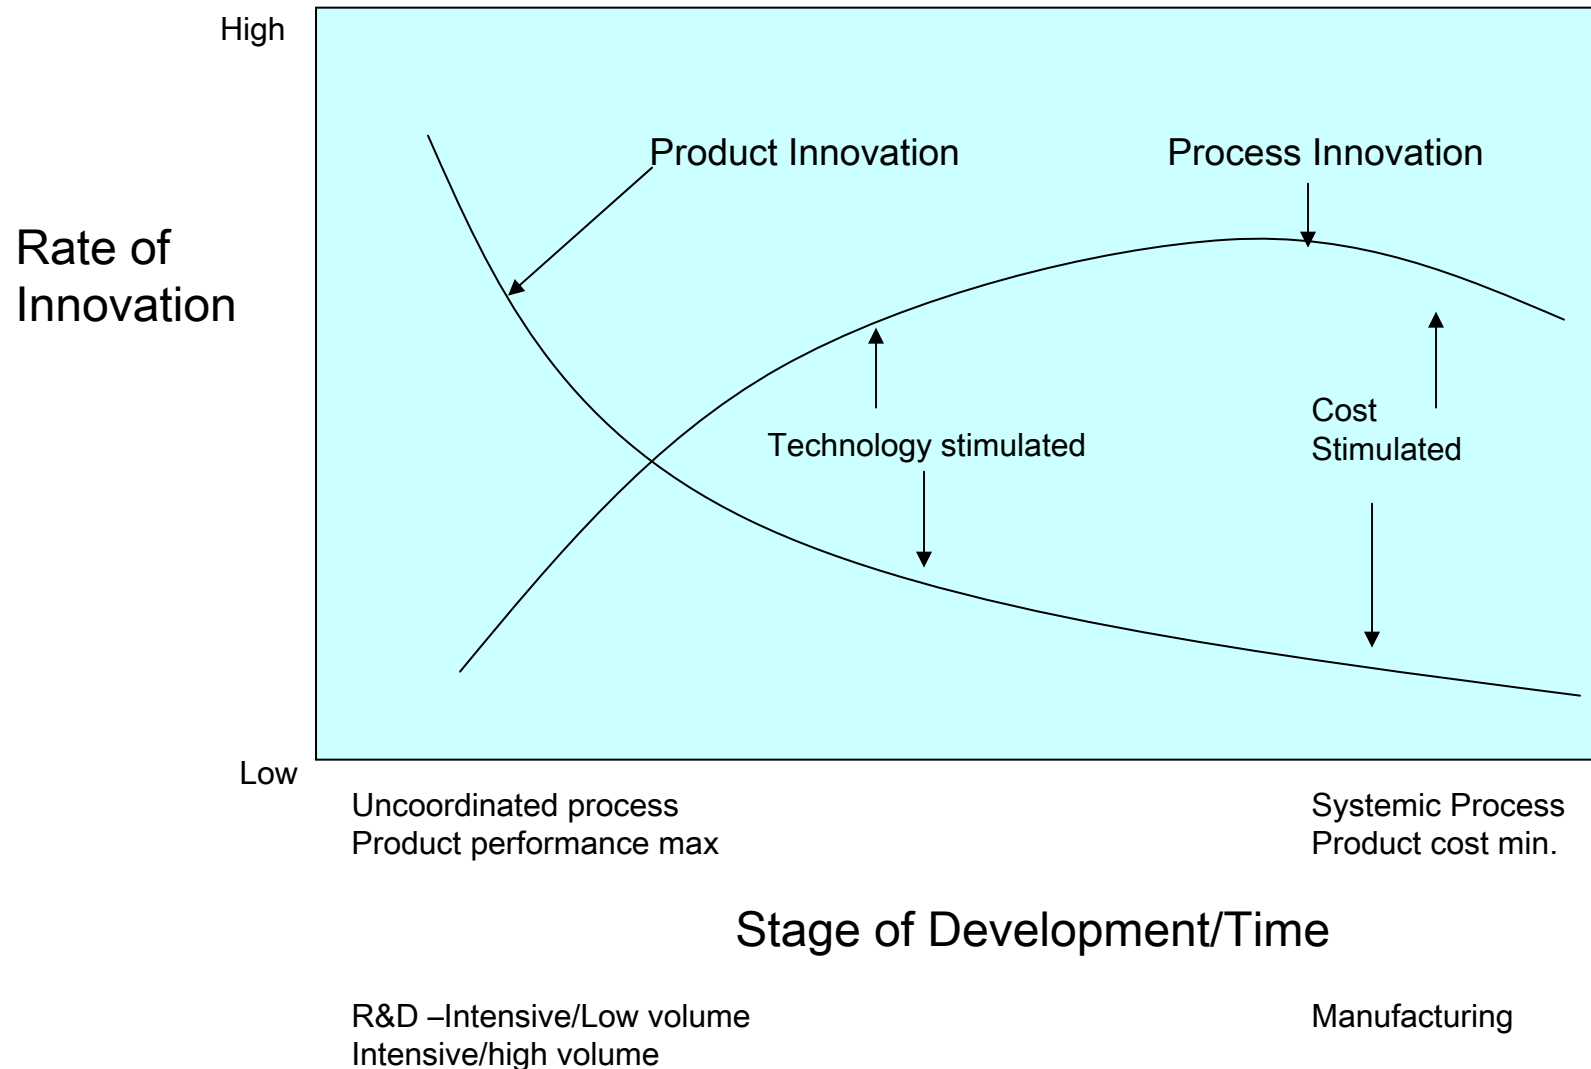 High
Product Innovation
Process Innovation
Rate of
Innovation
Cost
Stimulated
Technology stimulated
Low
Uncoordinated process
Product performance max
Systemic Process
Product cost min.
Stage of Development/Time
R&D –Intensive/Low volume
Manufacturing
Intensive/high volume